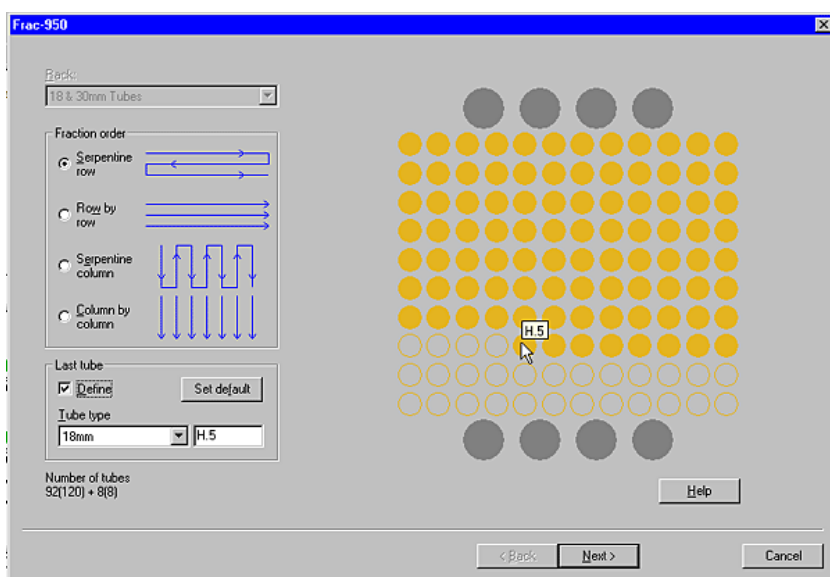 Frac-950
Rack:
18 & 30mm Tubes
Fraction order
Serpentine
row
Row by
row
Serpentine
column
Column by
column
Last tube
Define
Set default
Tube type
18mm
H.5
Number of tubes
92(120) + 8(8)
H.5
Help
< Back
Next >
Cancel